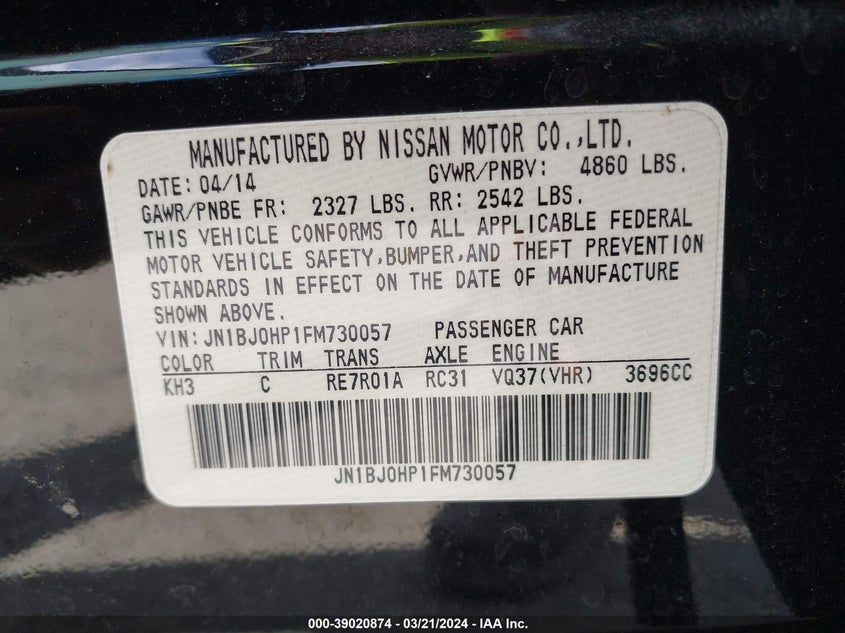 MANUFACTURED BY NISSAN MOTOR CO.,LTD.
DATE: 04/14 GVWR/PNBV: 4860 LBS.
GAWR/PNBE FR: 2327 LBS. RR: 2542 LBS.
THIS VEHICLE CONFORMS TO ALL APPLICABLE FEDERAL
MOTOR VEHICLE SAFETY,BUMPER,AND THEFT PREVENTION
STANDARDS IN EFFECT ON THE DATE OF MANUFACTURE
SHOWN ABOVE.
VIN: JN1BJ0HP1FM730057 PASSENGER CAR
COLOR TRIM TRANS AXLE ENGINE
KH3 C RE7R01A RC31 VQ37(VHR) 3696CC
JN1BJ0HP1FM730057
000-39020874 - 03/21/2024 - IAA Inc.